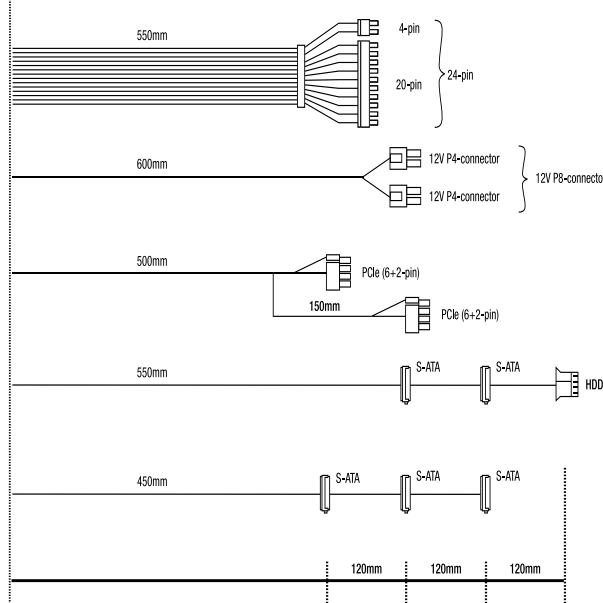 550mm
4-pin
20-pin
24-pin
600mm
12V P4-connector
12V P4-connector
12V P8-connecto
500mm
PCIe (6+2-pin)
150mm
PCIe (6+2-pin)
550mm
S-ATA
S-ATA
HDD
450mm
S-ATA
S-ATA
S-ATA
120mm
120mm
120mm